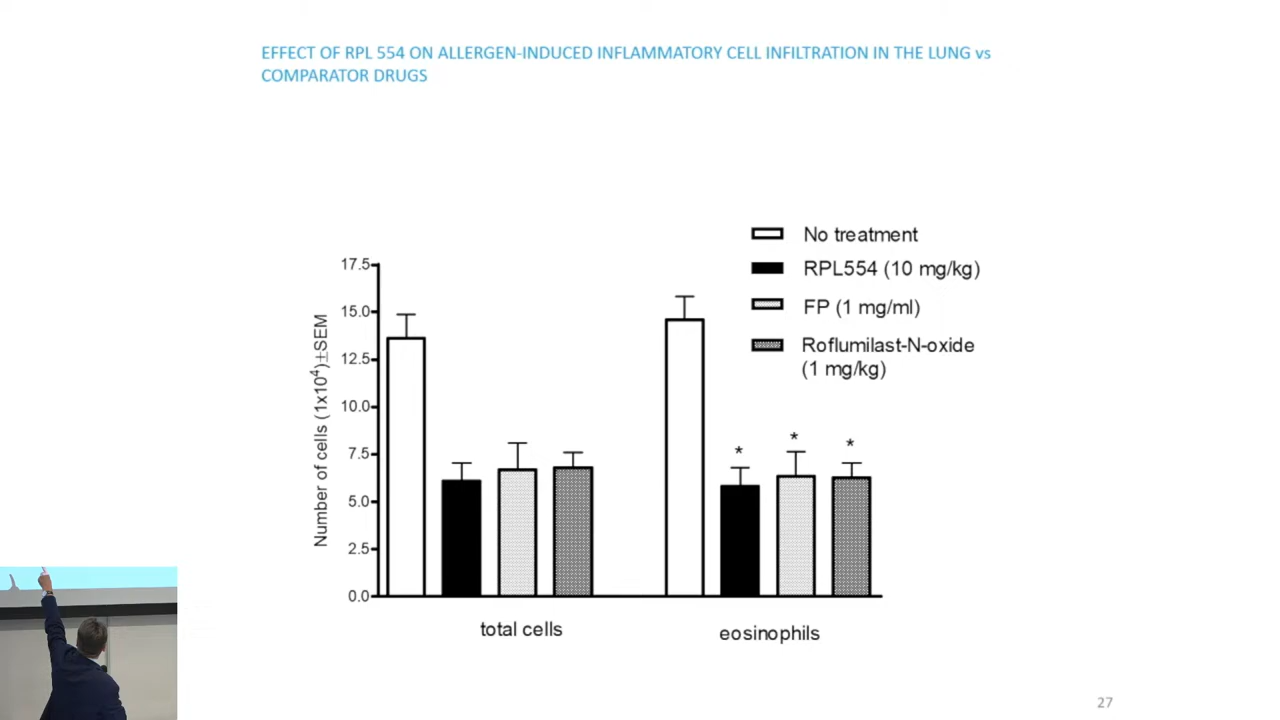 EFFECT OF RPL 554 ON ALLERGEN-INDUCED INFLAMMATORY CELL INFILTRATION IN THE LUNG vs
COMPARATOR DRUGS
No treatment
RPL554 (10 mg/kg)
FP (1 mg/ml)
Roflumilast-N-oxide
(1 mg/kg)
Number of cells (1x10⁴)±SEM
17.5
15.0
12.5
10.0
7.5
5.0
2.5
0.0
*
*
*
total cells
eosinophils
27